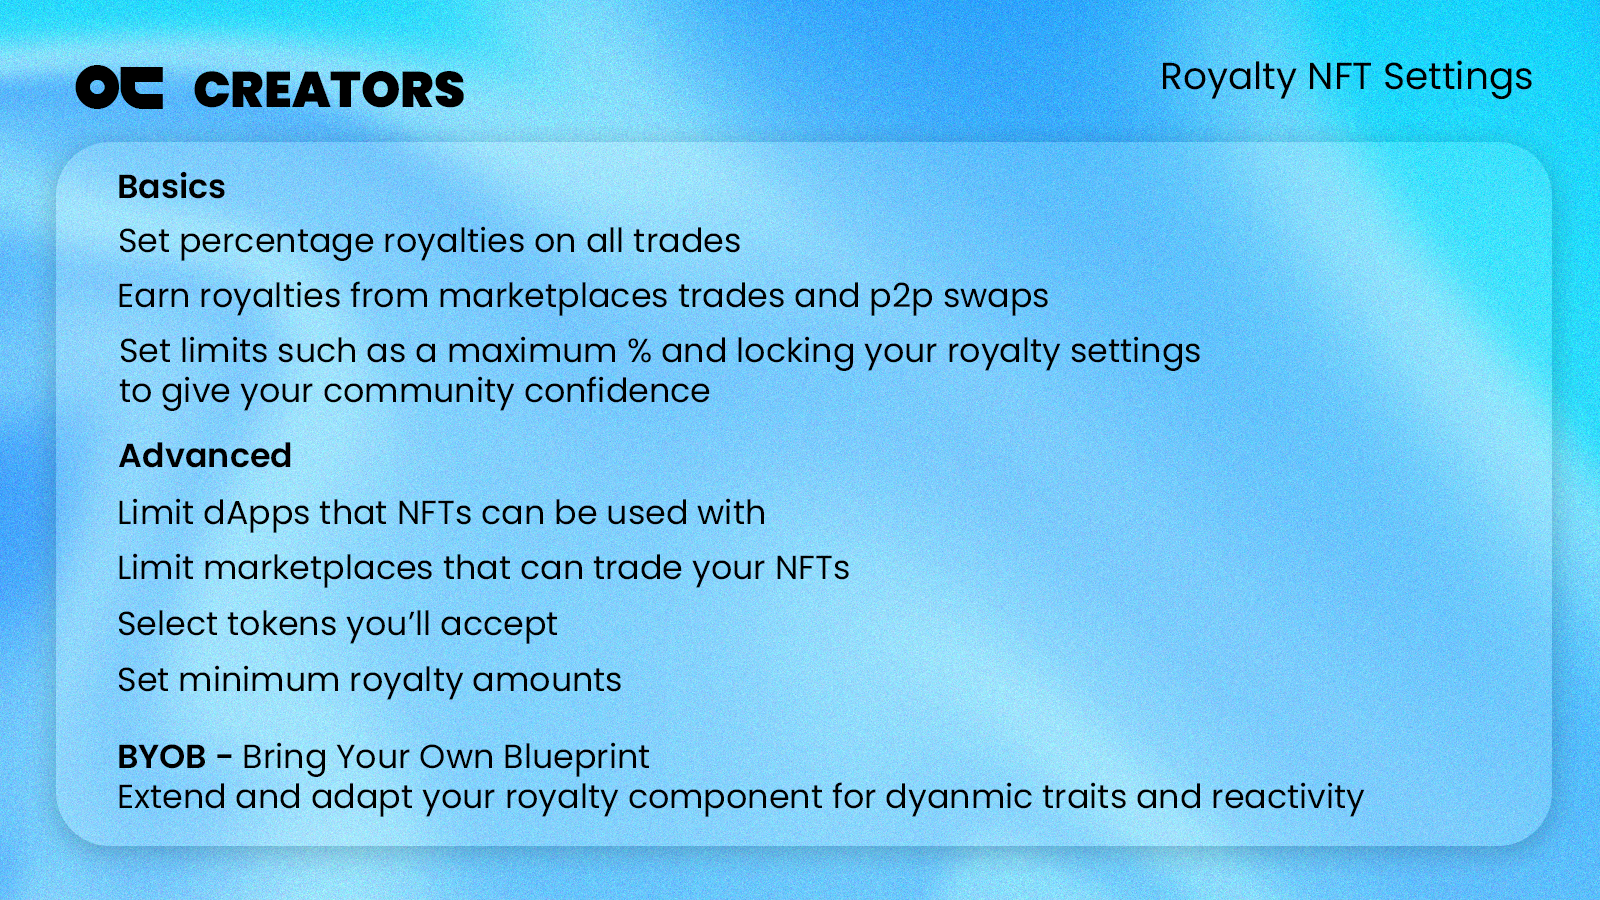 OC CREATORS
Royalty NFT Settings
Basics
Set percentage royalties on all trades
Earn royalties from marketplaces trades and p2p swaps
Set limits such as a maximum % and locking your royalty settings
to give your community confidence
Advanced
Limit dApps that NFTs can be used with
Limit marketplaces that can trade your NFTs
Select tokens you’ll accept
Set minimum royalty amounts
BYOB - Bring Your Own Blueprint
Extend and adapt your royalty component for dyanmic traits and reactivity